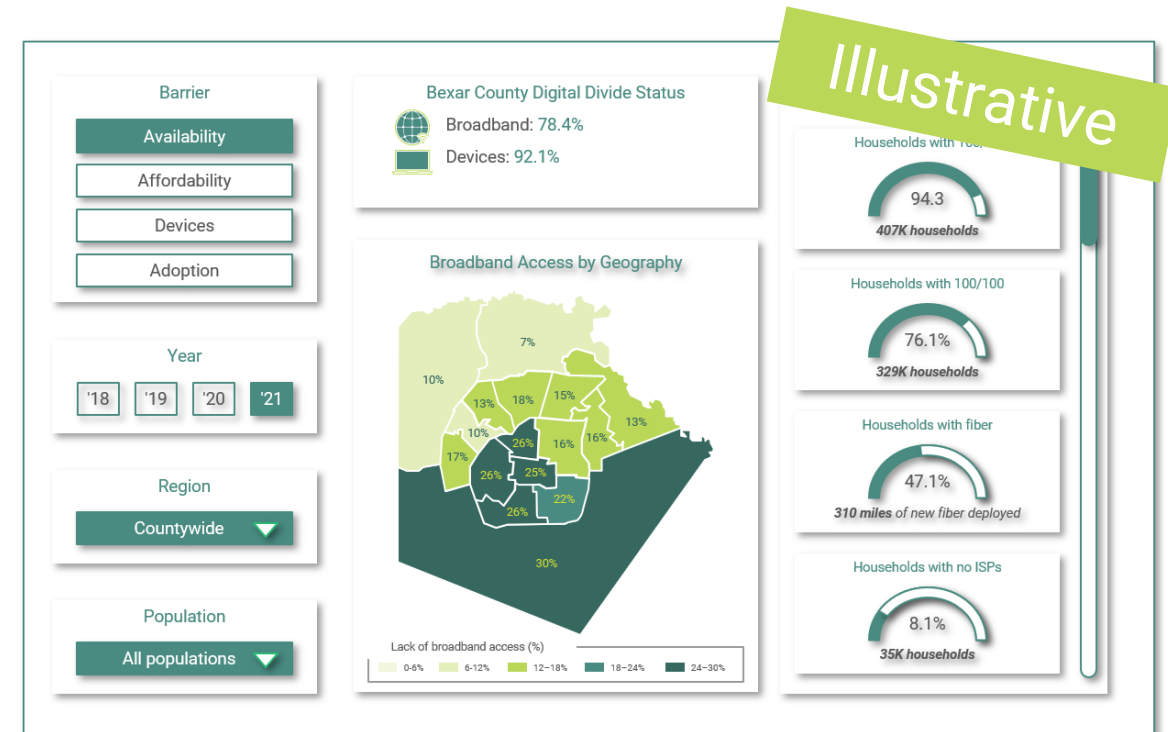 Illustrative
Barrier
Availability
Affordability
Devices
Adoption
Year
'18
'19
'20
'21
Region
Countywide
Population
All populations
Bexar County Digital Divide Status
Broadband: 78.4%
Devices: 92.1%
Broadband Access by Geography
7%
10%
13%
18%
15%
13%
10%
26%
16%
16%
17%
26%
25%
22%
26%
30%
Lack of broadband access (%)
0-6%
6-12%
12–18%
18–24%
24–30%
Households with
94.3
407K households
Households with 100/100
76.1%
329K households
Households with fiber
47.1%
310 miles of new fiber deployed
Households with no ISPs
8.1%
35K households